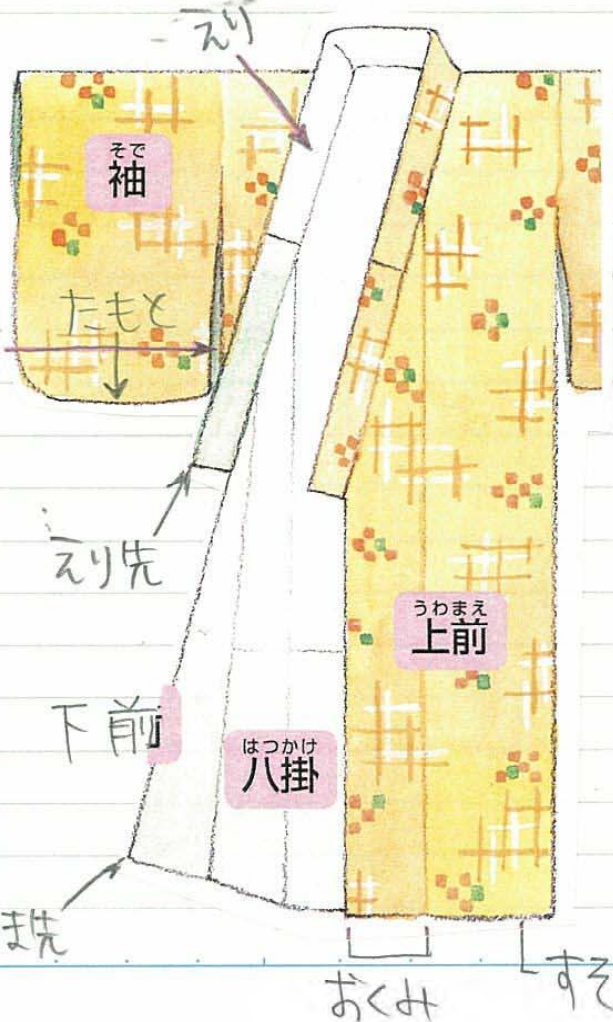 えり
そで
袖
たもと
えり先
うわまえ
上前
下前
はつかけ
八掛
ま先
おくみ
すそ